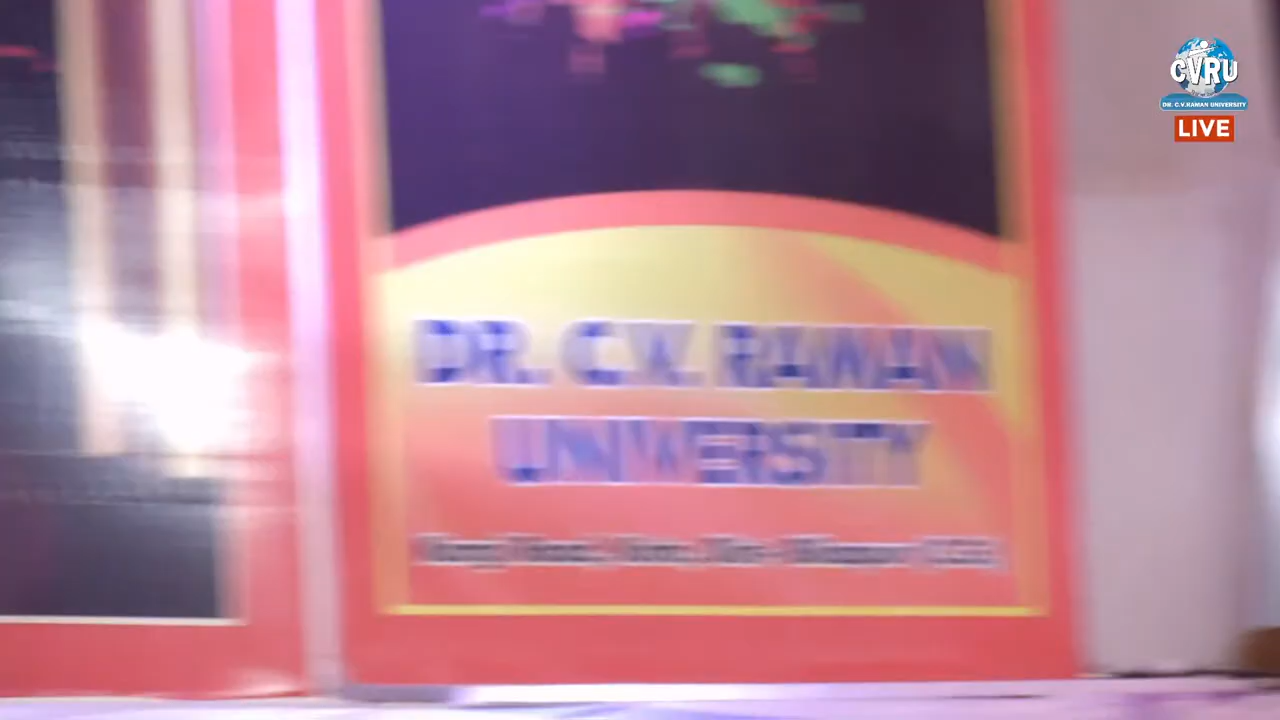 CVRU
DR. C.V.RAMAN UNIVERSITY
LIVE
DR. C.V. RAMAN
UNIVERSITY